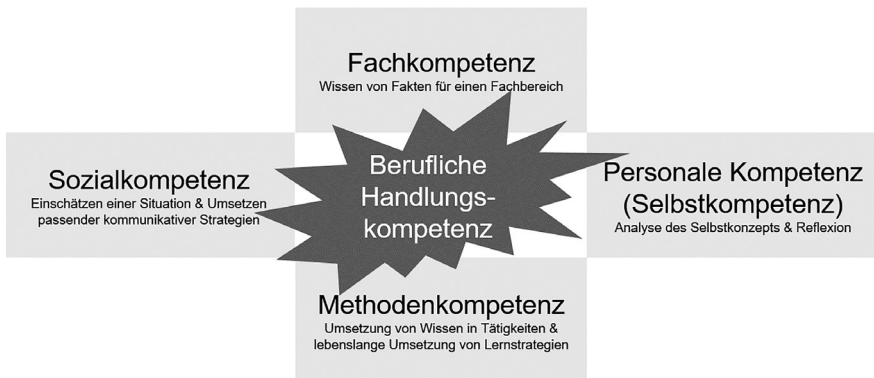 Fachkompetenz
Wissen von Fakten für einen Fachbereich
Sozialkompetenz
Einschätzen einer Situation & Umsetzen
passender kommunikativer Strategien
Berufliche
Handlungs-
kompetenz
Personale Kompetenz
(Selbstkompetenz)
Analyse des Selbstkonzepts & Reflexion
Methodenkompetenz
Umsetzung von Wissen in Tätigkeiten &
lebenslange Umsetzung von Lernstrategien